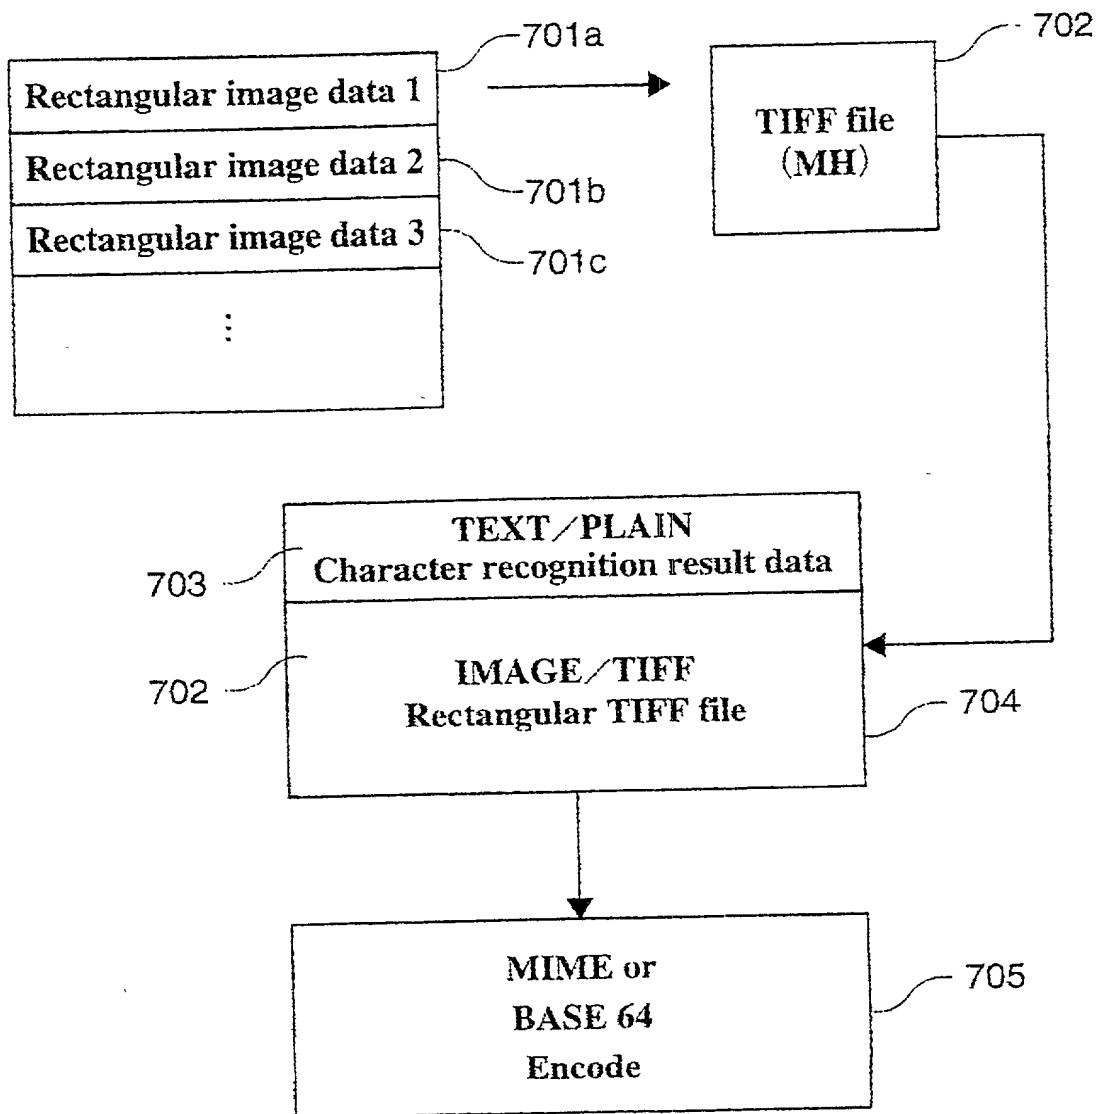 701a
Rectangular image data 1
Rectangular image data 2
701b
Rectangular image data 3
701c
⋮
702
TIFF file
(MH)
TEXT/PLAIN
Character recognition result data
703
IMAGE/TIFF
Rectangular TIFF file
702
704
MIME or
BASE 64
Encode
705